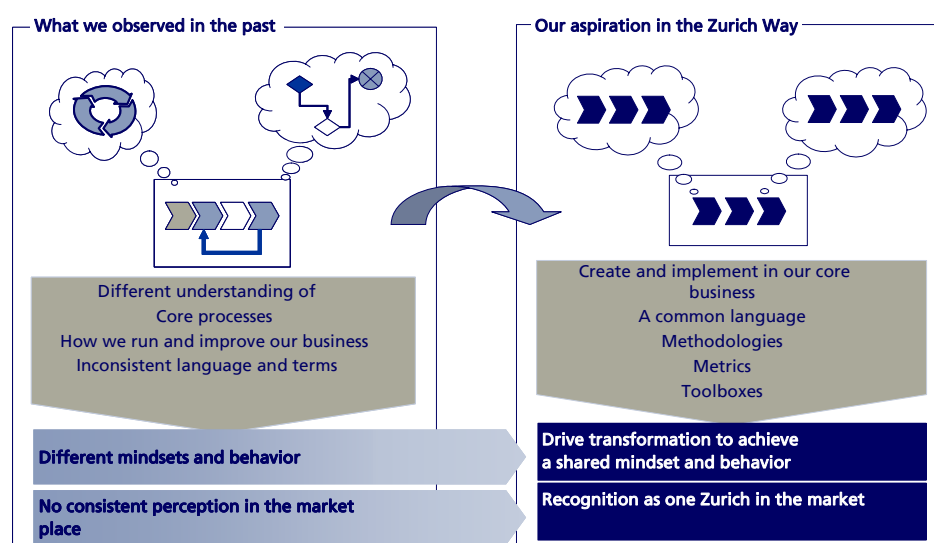 What we observed in the past
Different understanding of
Core processes
How we run and improve our business
Inconsistent language and terms
Different mindsets and behavior
No consistent perception in the market
place
Our aspiration in the Zurich Way
Create and implement in our core
business
A common language
Methodologies
Metrics
Toolboxes
Drive transformation to achieve
a shared mindset and behavior
Recognition as one Zurich in the market